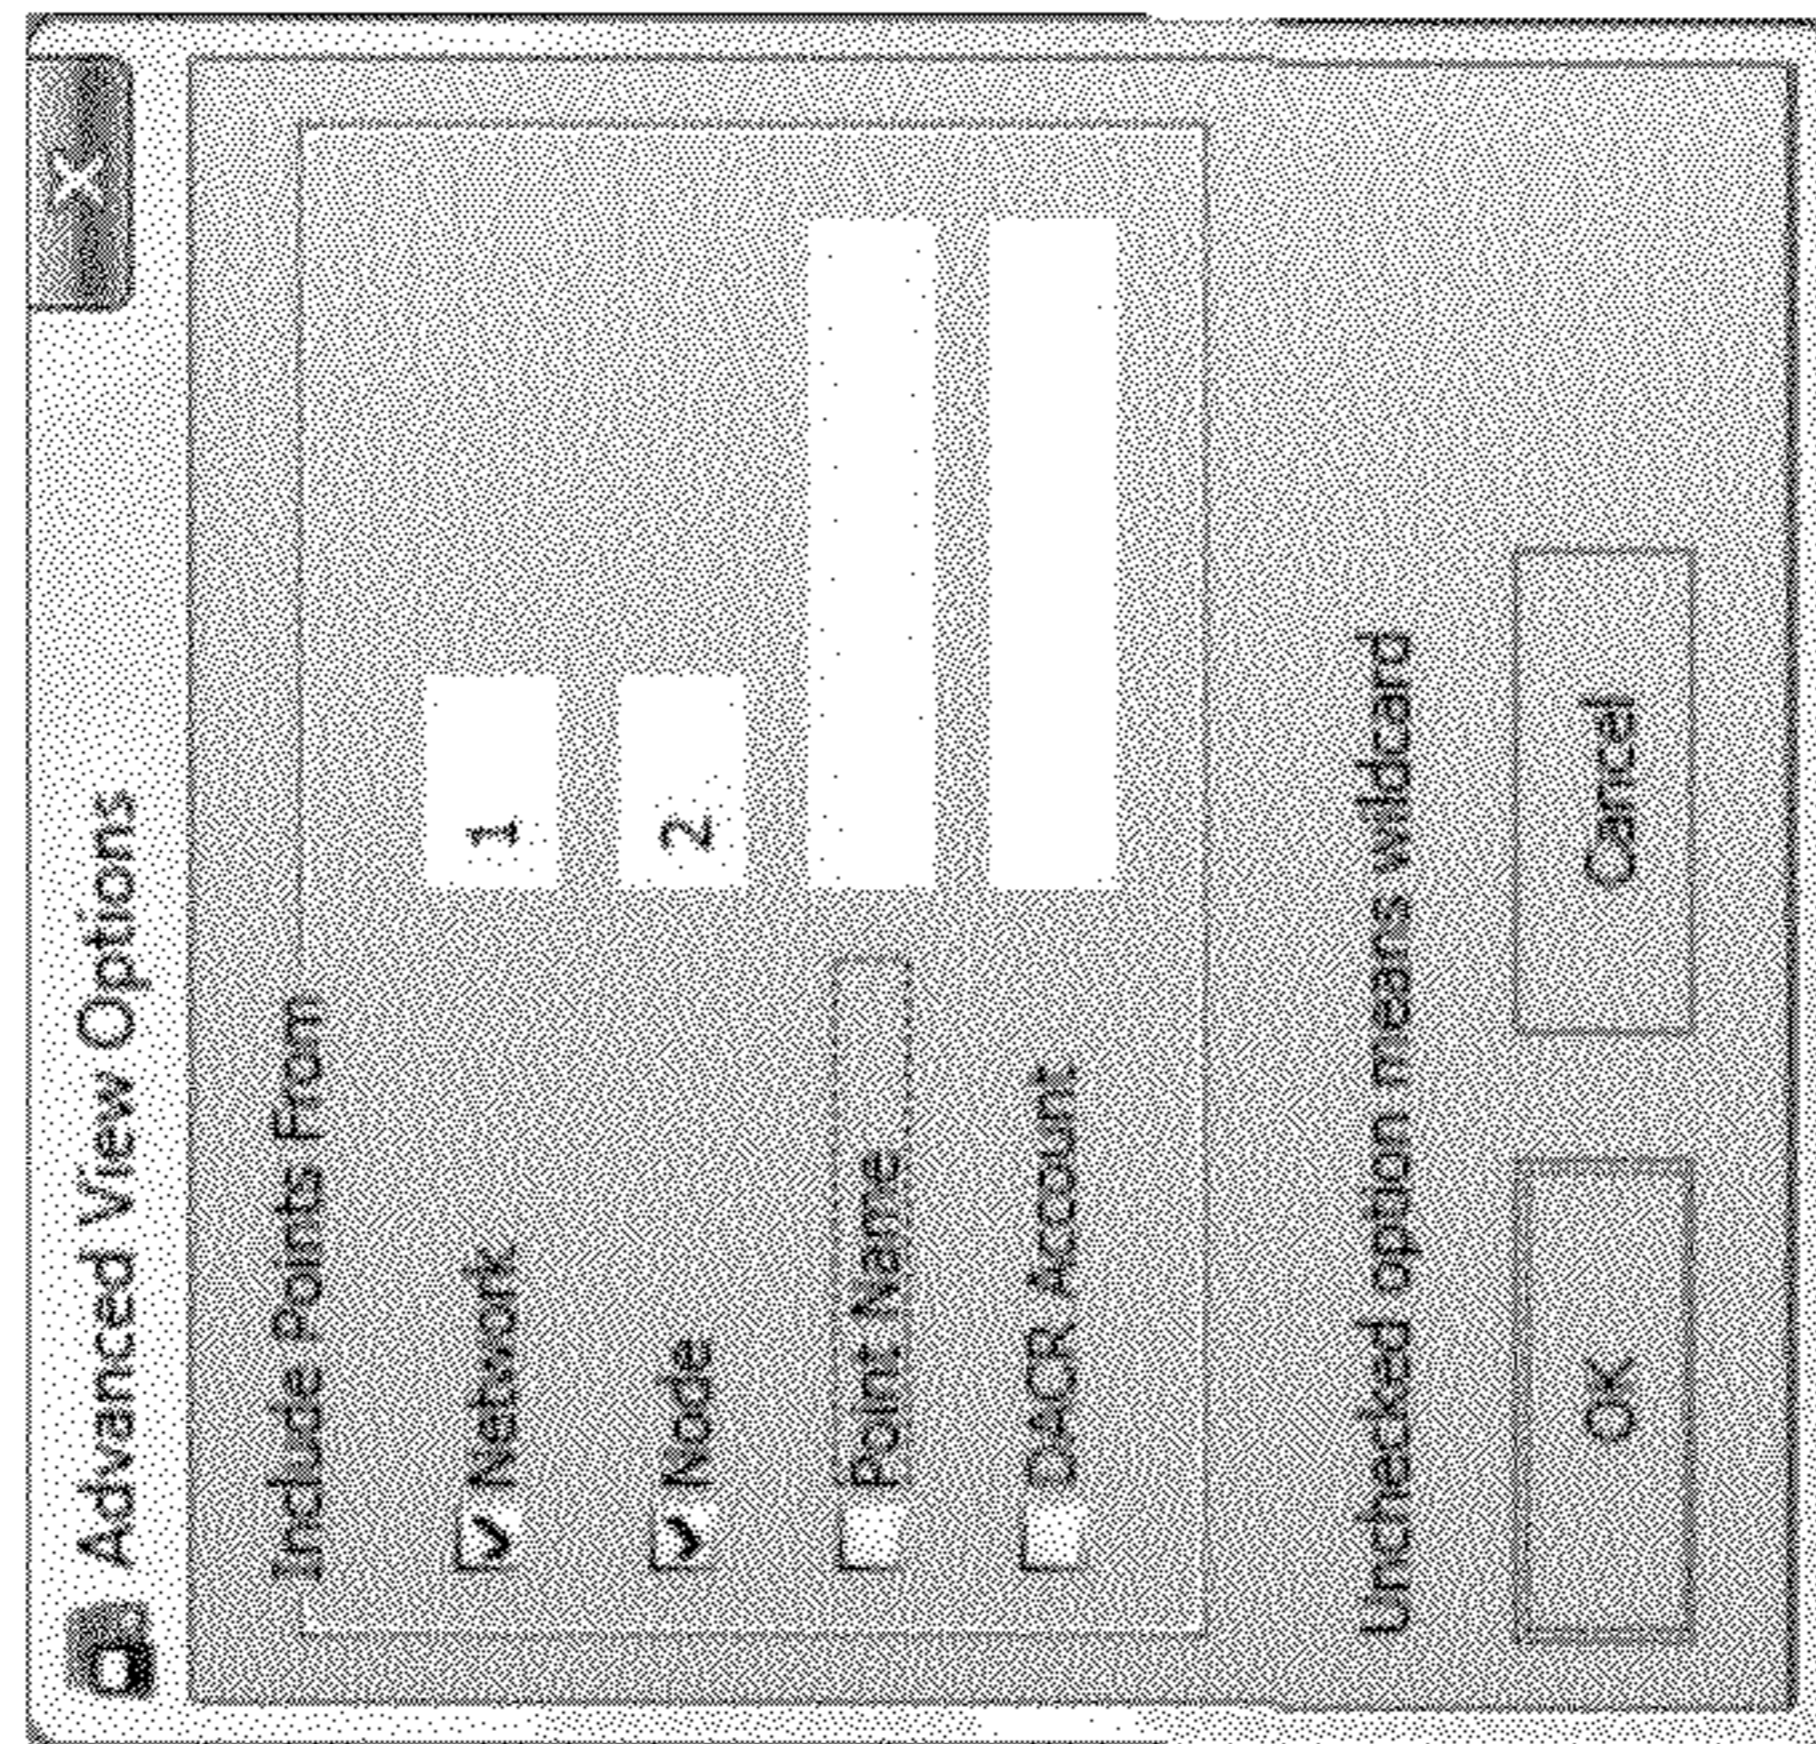 Advanced View Options
X
Include Points From
Network 1
Node 2
Point Name
DACR Account
Unchecked option means wildcard
OK Cancel